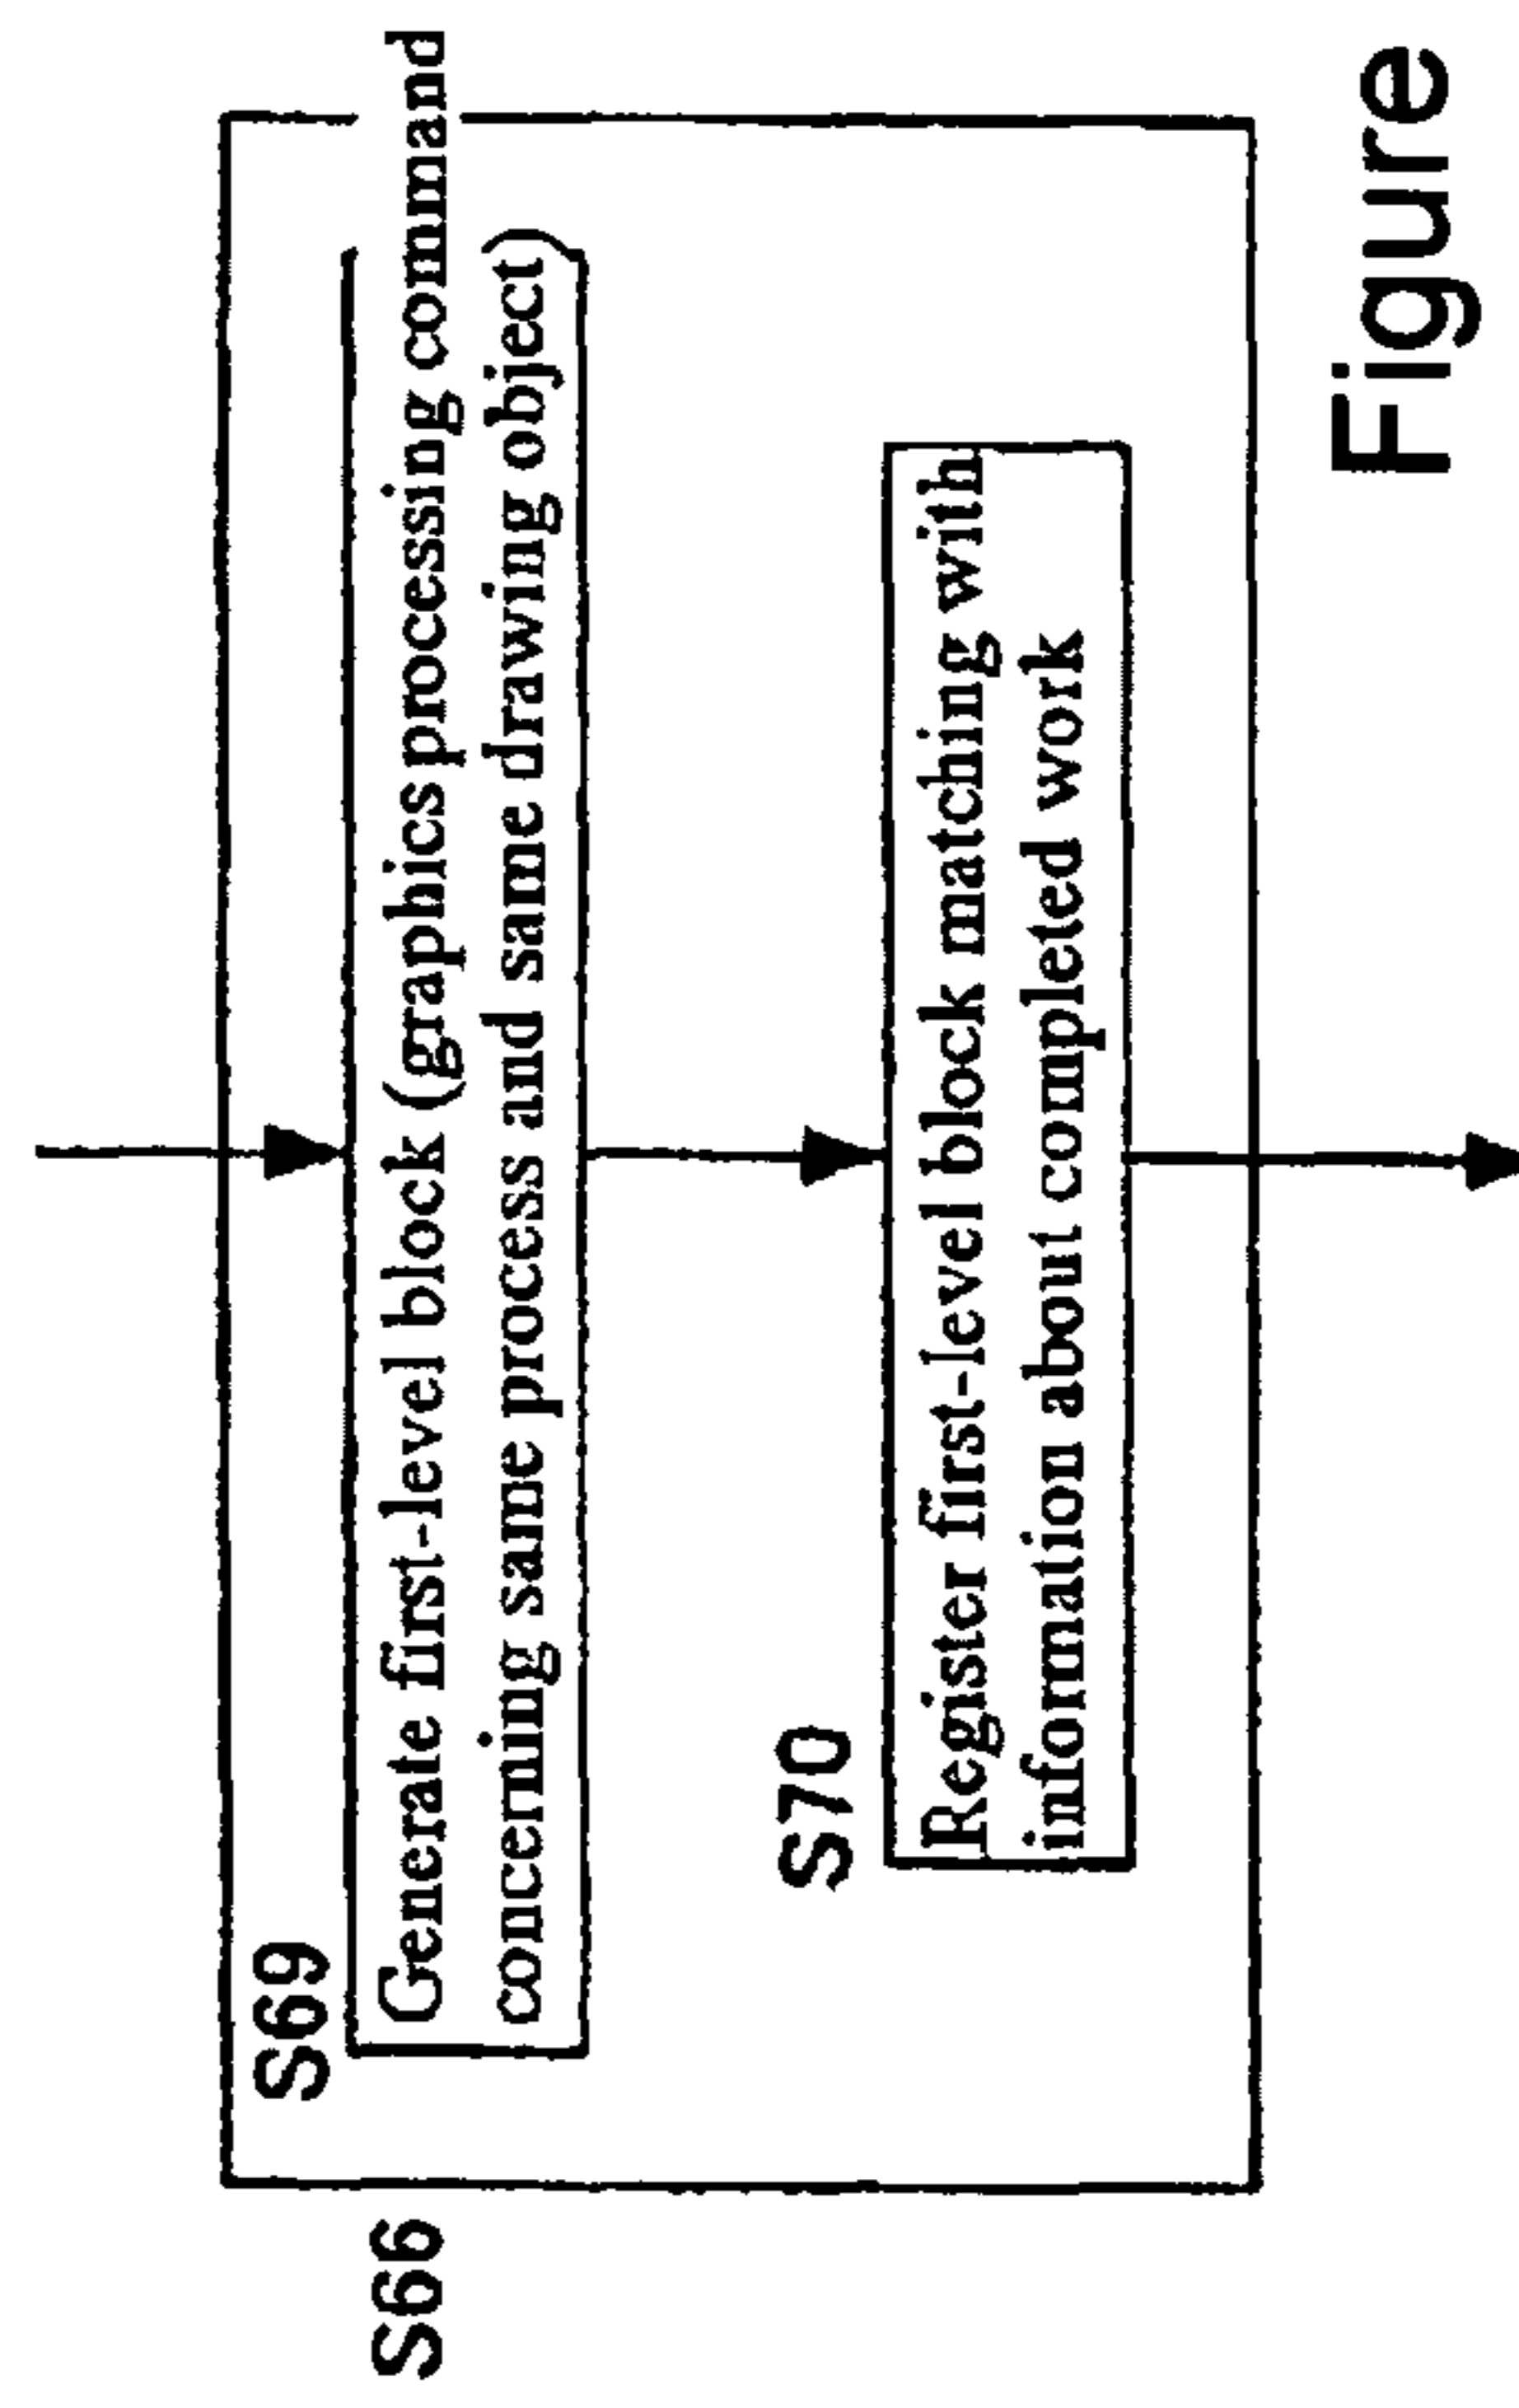 S66
S69
Generate first-level block (graphics processing command
concerning same process and same drawing object)
S70
Register first-level block matching with
information about completed work
Figure